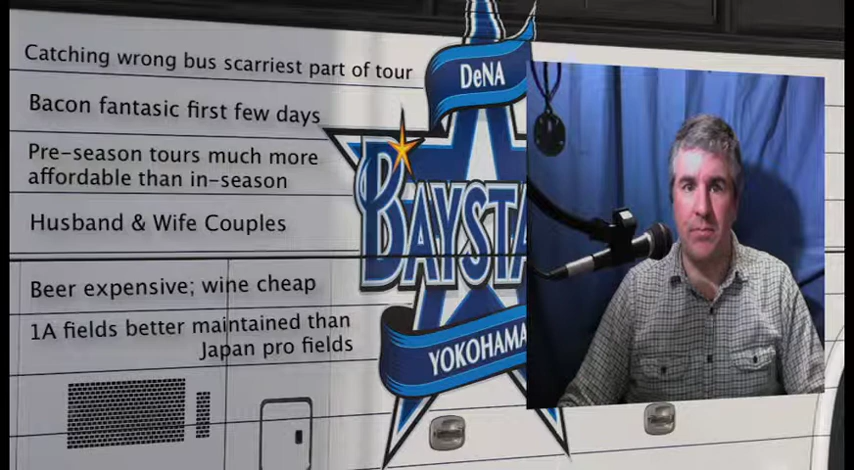 Catching wrong bus scarriest part of tour
Bacon fantasic first few days
Pre-season tours much more
affordable than in-season
Husband & Wife Couples
Beer expensive; wine cheap
1A fields better maintained than
Japan pro fields
DeNA
BAYSTA
YOKOHAMA